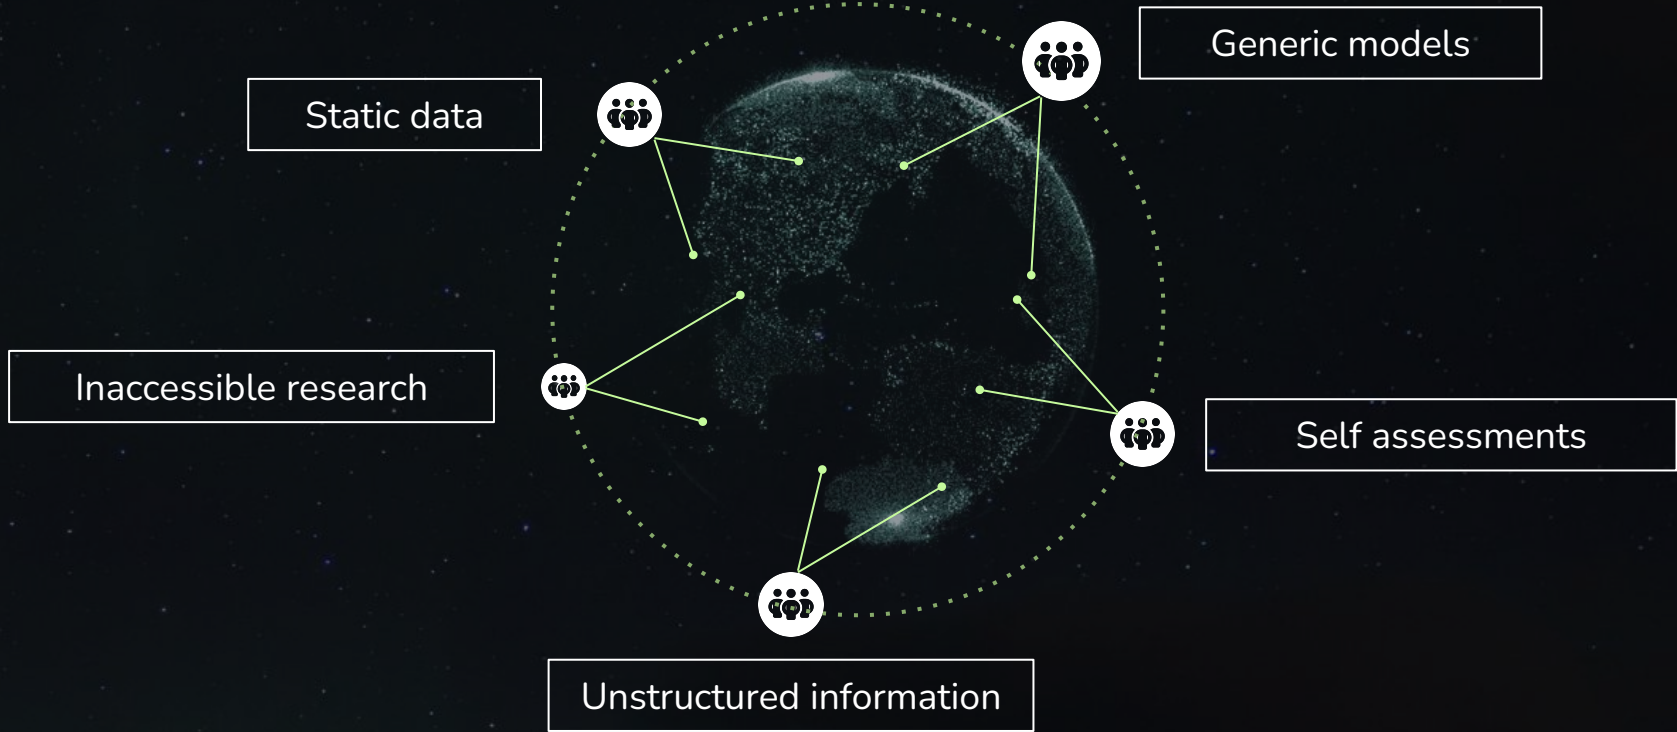 Generic models
Static data
Inaccessible research
Self assessments
Unstructured information